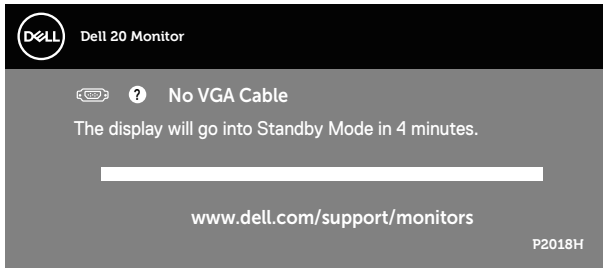 DELL
Dell 20 Monitor
? No VGA Cable
The display will go into Standby Mode in 4 minutes.
www.dell.com/support/monitors
P2018H